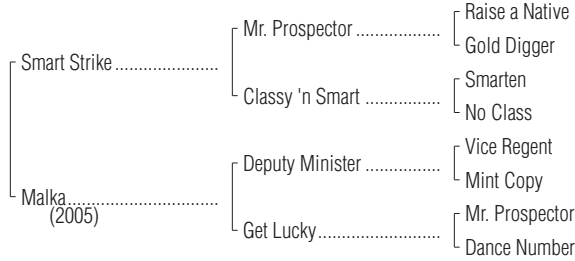 Raise a Native
Mr. Prospector ..................
Gold Digger
Smart Strike ......................
Smarten
Classy 'n Smart ................
No Class
Vice Regent
Deputy Minister ................
Mint Copy
Malka................................
(2005)
Mr. Prospector
Get Lucky..........................
Dance Number